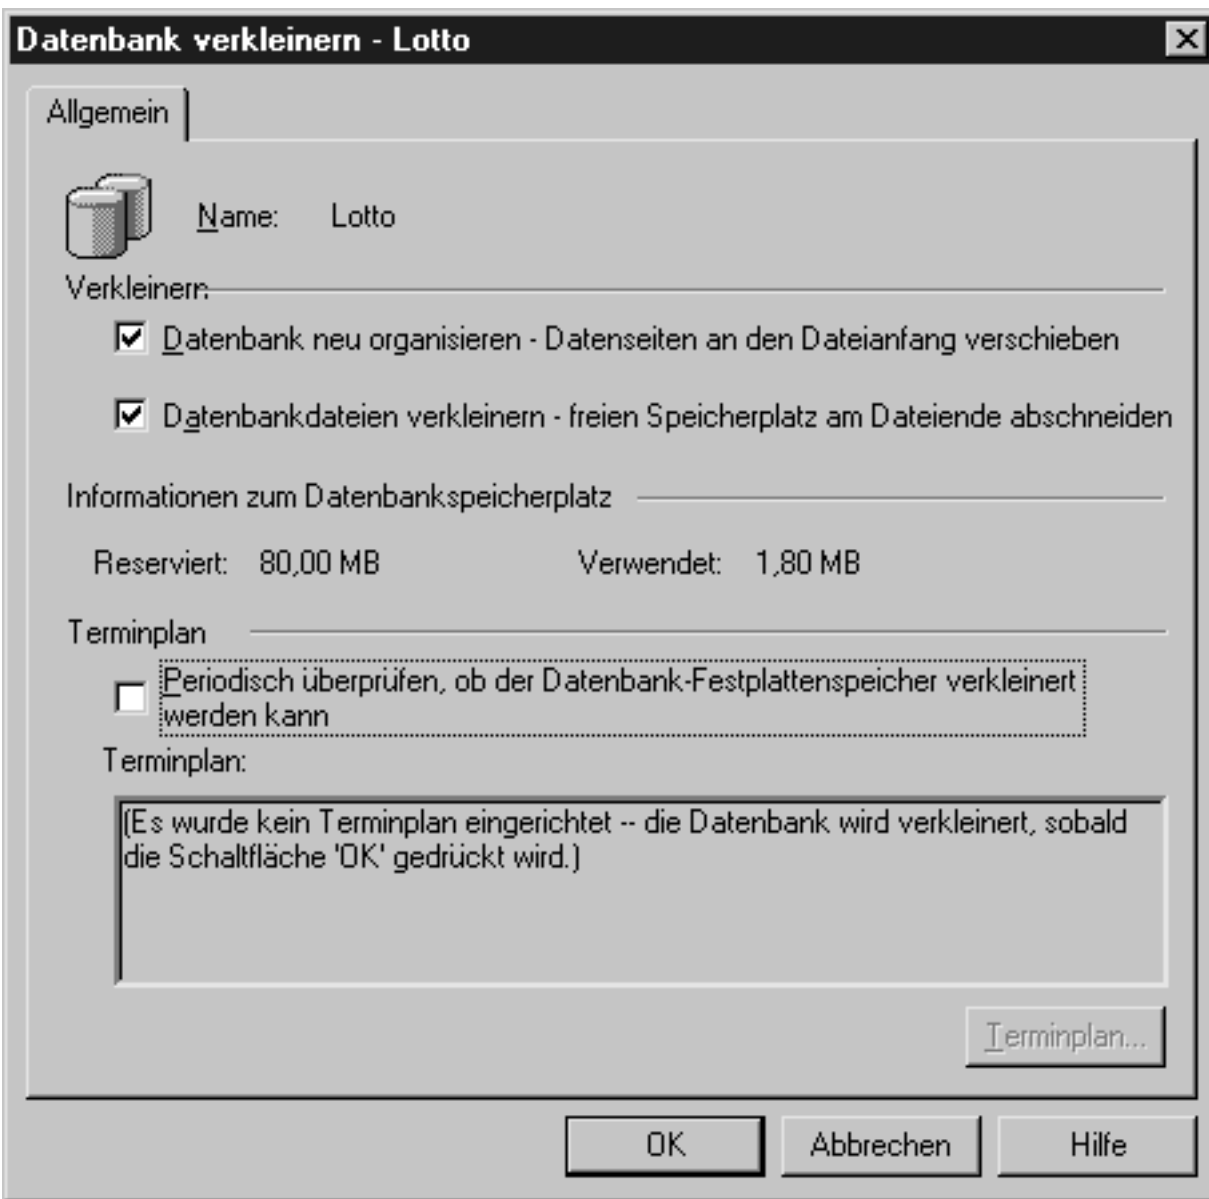 Datenbank verkleinern - Lotto
Allgemein
Name: Lotto
Verkleinern
Datenbank neu organisieren - Datenseiten an den Dateianfang verschieben
Datenbankdateien verkleinern - freien Speicherplatz am Dateiende abschneiden
Informationen zum Datenbankspeicherplatz
Reserviert: 80,00 MB Verwendet: 1,80 MB
Terminplan
Periodisch überprüfen, ob der Datenbank-Festplattenspeicher verkleinert
werden kann
Terminplan:
(Es wurde kein Terminplan eingerichtet -- die Datenbank wird verkleinert, sobald
die Schaltfläche 'OK' gedrückt wird.)
Terminplan...
OK Abbrechen Hilfe